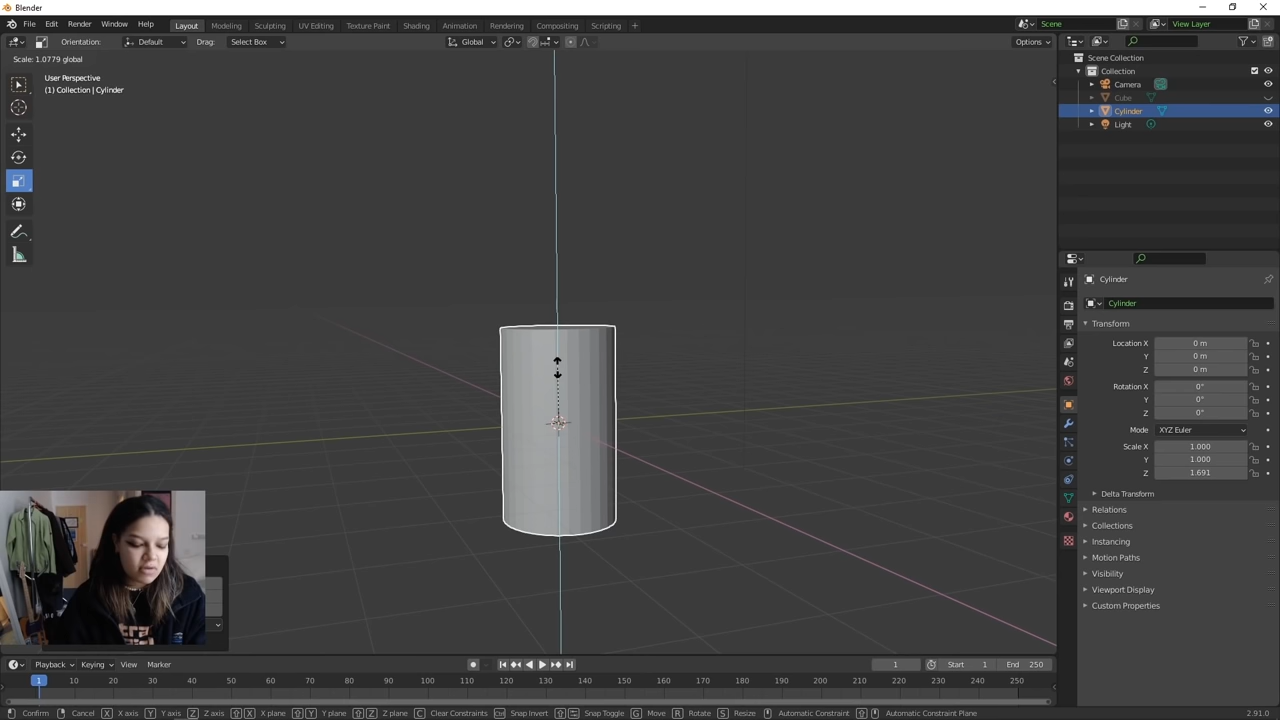 Blender
File Edit Render Window Help Layout Modeling Sculpting UV Editing Texture Paint Shading Animation Rendering Compositing Scripting + Scene View Layer
Orientation: Default Drag: Select Box Global Options
Scale: 1.0779 global
User Perspective
(1) Collection | Cylinder
Scene Collection
Collection
Camera
Cube
Cylinder
Light
Cylinder
Cylinder
Transform
Location X 0 m
Y 0 m
Z 0 m
Rotation X 0°
Y 0°
Z 0°
Mode XYZ Euler
Scale X 1.000
Y 1.000
Z 1.691
Delta Transform
Relations
Collections
Instancing
Motion Paths
Visibility
Viewport Display
Custom Properties
Playback Keying View Marker 1 Start 1 End 250
1 10 20 30 40 50 60 70 80 90 100 110 120 130 140 150 160 170 180 190 200 210 220 230 240 250
Confirm Cancel X X axis Y Y axis Z Z axis X X plane Y Y plane Z Z plane C Clear Constraints Ctrl Snap Invert Snap Toggle G Move R Rotate S Resize Automatic Constraint Automatic Constraint Plane 2.91.0